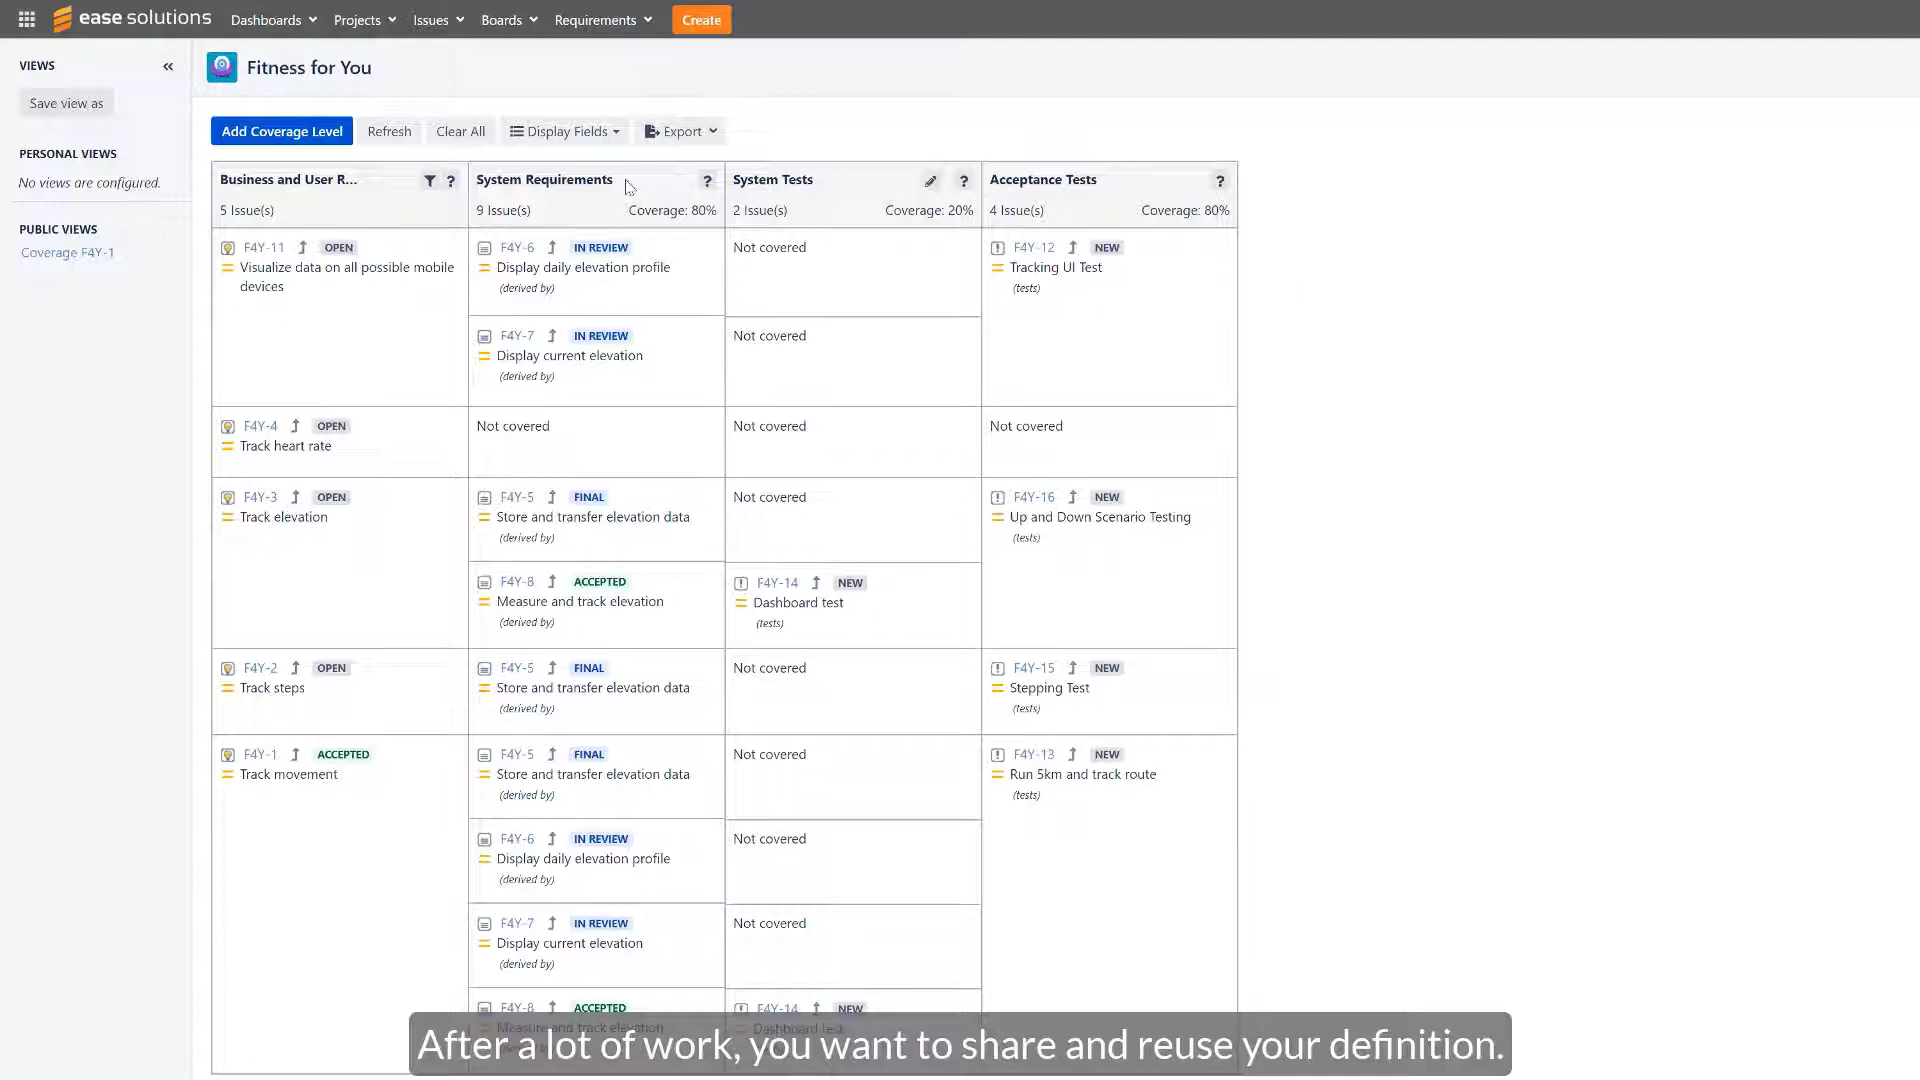 ease solutions Dashboards Projects Issues Boards Requirements Create
VIEWS
Save view as
PERSONAL VIEWS
No views are configured.
PUBLIC VIEWS
Coverage F4Y-1
Fitness for You
Add Coverage Level Refresh Clear All Display Fields Export
Business and User R... ? System Requirements ? System Tests ? Acceptance Tests ?
5 Issue(s) 9 Issue(s) Coverage: 80% 2 Issue(s) Coverage: 20% 4 Issue(s) Coverage: 80%
F4Y-11 OPEN F4Y-6 IN REVIEW Not covered F4Y-12 NEW
Visualize data on all possible mobile Display daily elevation profile Tracking UI Test
devices (derived by) (tests)
F4Y-7 IN REVIEW Not covered
Display current elevation
(derived by)
F4Y-4 OPEN Not covered Not covered Not covered
Track heart rate
F4Y-3 OPEN F4Y-5 FINAL Not covered F4Y-16 NEW
Track elevation Store and transfer elevation data Up and Down Scenario Testing
(derived by) (tests)
F4Y-8 ACCEPTED F4Y-14 NEW
Measure and track elevation Dashboard test
(derived by) (tests)
F4Y-2 OPEN F4Y-5 FINAL Not covered F4Y-15 NEW
Track steps Store and transfer elevation data Stepping Test
(derived by) (tests)
F4Y-1 ACCEPTED F4Y-5 FINAL Not covered F4Y-13 NEW
Track movement Store and transfer elevation data Run 5km and track route
(derived by) (tests)
F4Y-6 IN REVIEW Not covered
Display daily elevation profile
(derived by)
F4Y-7 IN REVIEW Not covered
Display current elevation
(derived by)
F4Y-8 ACCEPTED F4Y-14 NEW
Measure and track elevation Dashboard test
After a lot of work, you want to share and reuse your definition.